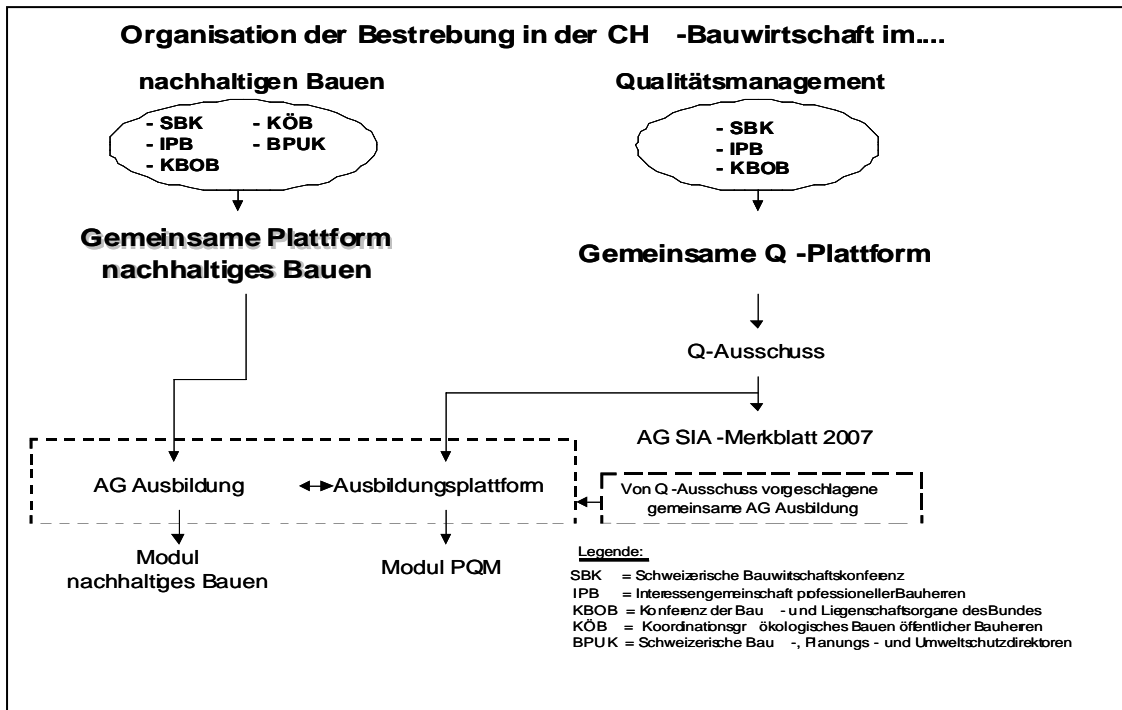 Organisation der Bestrebung in der CH -Bauwirtschaft im....
nachhaltigen Bauen
- SBK - KÖB
- IPB - BPUK
- KBOB
Gemeinsame Plattform
nachhaltiges Bauen
Qualitätsmanagement
- SBK
- IPB
- KBOB
Gemeinsame Q -Plattform
Q-Ausschuss
AG SIA -Merkblatt 2007
AG Ausbildung
Ausbildungsplattform
Von Q -Ausschuss vorgeschlagene
gemeinsame AG Ausbildung
Modul
nachhaltiges Bauen
Modul PQM
Legende:
SBK = Schweizerische Bauwirtschaftskonferenz
IPB = Interessengemeinschaft professioneller Bauherren
KBOB = Konferenz der Bau - und Liegenschaftsorgane des Bundes
KÖB = Koordinationsgr ökologisches Bauen öffentlicher Bauherren
BPUK = Schweizerische Bau -, Planungs - und Umweltschutzdirektoren